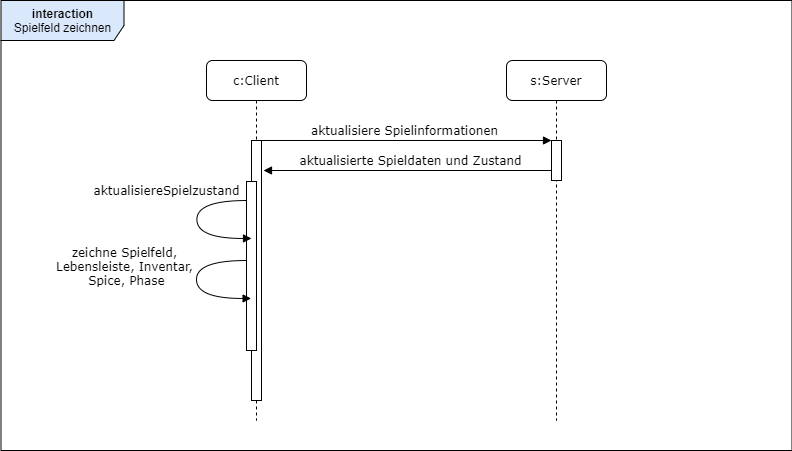 interaction
Spielfeld zeichnen
c:Client
s:Server
aktualisiere Spielinformationen
aktualisierte Spieldaten und Zustand
aktualisiereSpielzustand
zeichne Spielfeld,
Lebensleiste, Inventar,
Spice, Phase